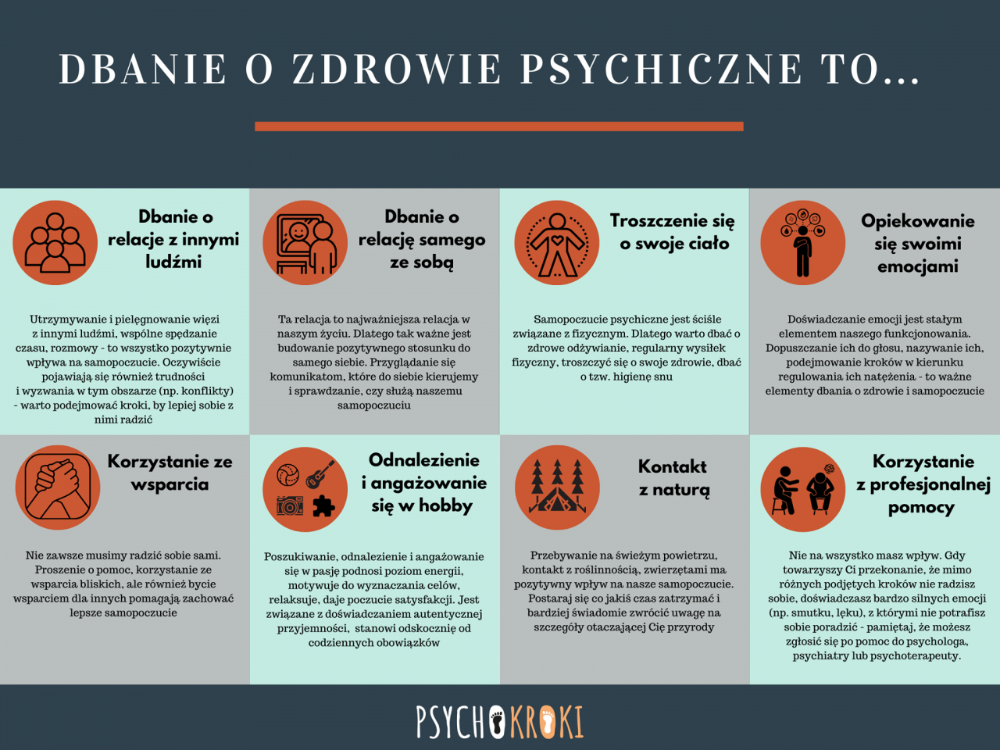 DBANIE O ZDROWIE PSYCHICZNE TO...
Dbanie o
relacje z innymi
ludźmi
Utrzymywanie i pielęgnowanie więzi
z innymi ludźmi, wspólne spędzanie
czasu, rozmowy - to wszystko pozytywnie
wpływa na samopoczucie. Oczywiście
pojawiają się również trudności
i wyzwania w tym obszarze (np. konflikty)
- warto podejmować kroki, by lepiej sobie z
nimi radzić
Dbanie o
relację samego
ze sobą
Ta relacja to najważniejsza relacja w
naszym życiu. Dlatego tak ważne jest
budowanie pozytywnego stosunku do
samego siebie. Przyglądanie się
komunikatom, które do siebie kierujemy
i sprawdzanie, czy służą naszemu
samopoczuciu
Troszczenie się
o swoje ciało
Samopoczucie psychiczne jest ściśle
związane z fizycznym. Dlatego warto dbać o
zdrowe odżywianie, regularny wysiłek
fizyczny, troszczyć się o swoje zdrowie, dbać
o tzw. higienę snu
Opiekowanie
się swoimi
emocjami
Doświadczanie emocji jest stałym
elementem naszego funkcjonowania.
Dopuszczanie ich do głosu, nazywanie ich,
podejmowanie kroków w kierunku
regulowania ich natężenia - to ważne
elementy dbania o zdrowie i samopoczucie
Korzystanie ze
wsparcia
Nie zawsze musimy radzić sobie sami.
Proszenie o pomoc, korzystanie ze
wsparcia bliskich, ale również bycie
wsparciem dla innych pomagają zachować
lepsze samopoczucie
Odnalezienie
i angażowanie
się w hobby
Poszukiwanie, odnalezienie i angażowanie
się w pasję podnosi poziom energii,
motywuje do wyznaczania celów,
relaksuje, daje poczucie satysfakcji. Jest
związane z doświadczaniem autentycznej
przyjemności, stanowi odskocznię od
codziennych obowiązków
Kontakt
z naturą
Przebywanie na świeżym powietrzu,
kontakt z roślinnością, zwierzętami ma
pozytywny wpływ na nasze samopoczucie.
Postaraj się co jakiś czas zatrzymać i
bardziej świadomie zwrócić uwagę na
szczegóły otaczającej Cię przyrody
Korzystanie
z profesjonalnej
pomocy
Nie na wszystko masz wpływ. Gdy
towarzyszy Ci przekonanie, że mimo
różnych podjętych kroków nie radzisz
sobie, doświadczasz bardzo silnych emocji
(np. smutku, lęku), z którymi nie potrafisz
sobie poradzić - pamiętaj, że możesz
zgłosić się po pomoc do psychologa,
psychiatry lub psychoterapeuty.
PSYCHOKROKI